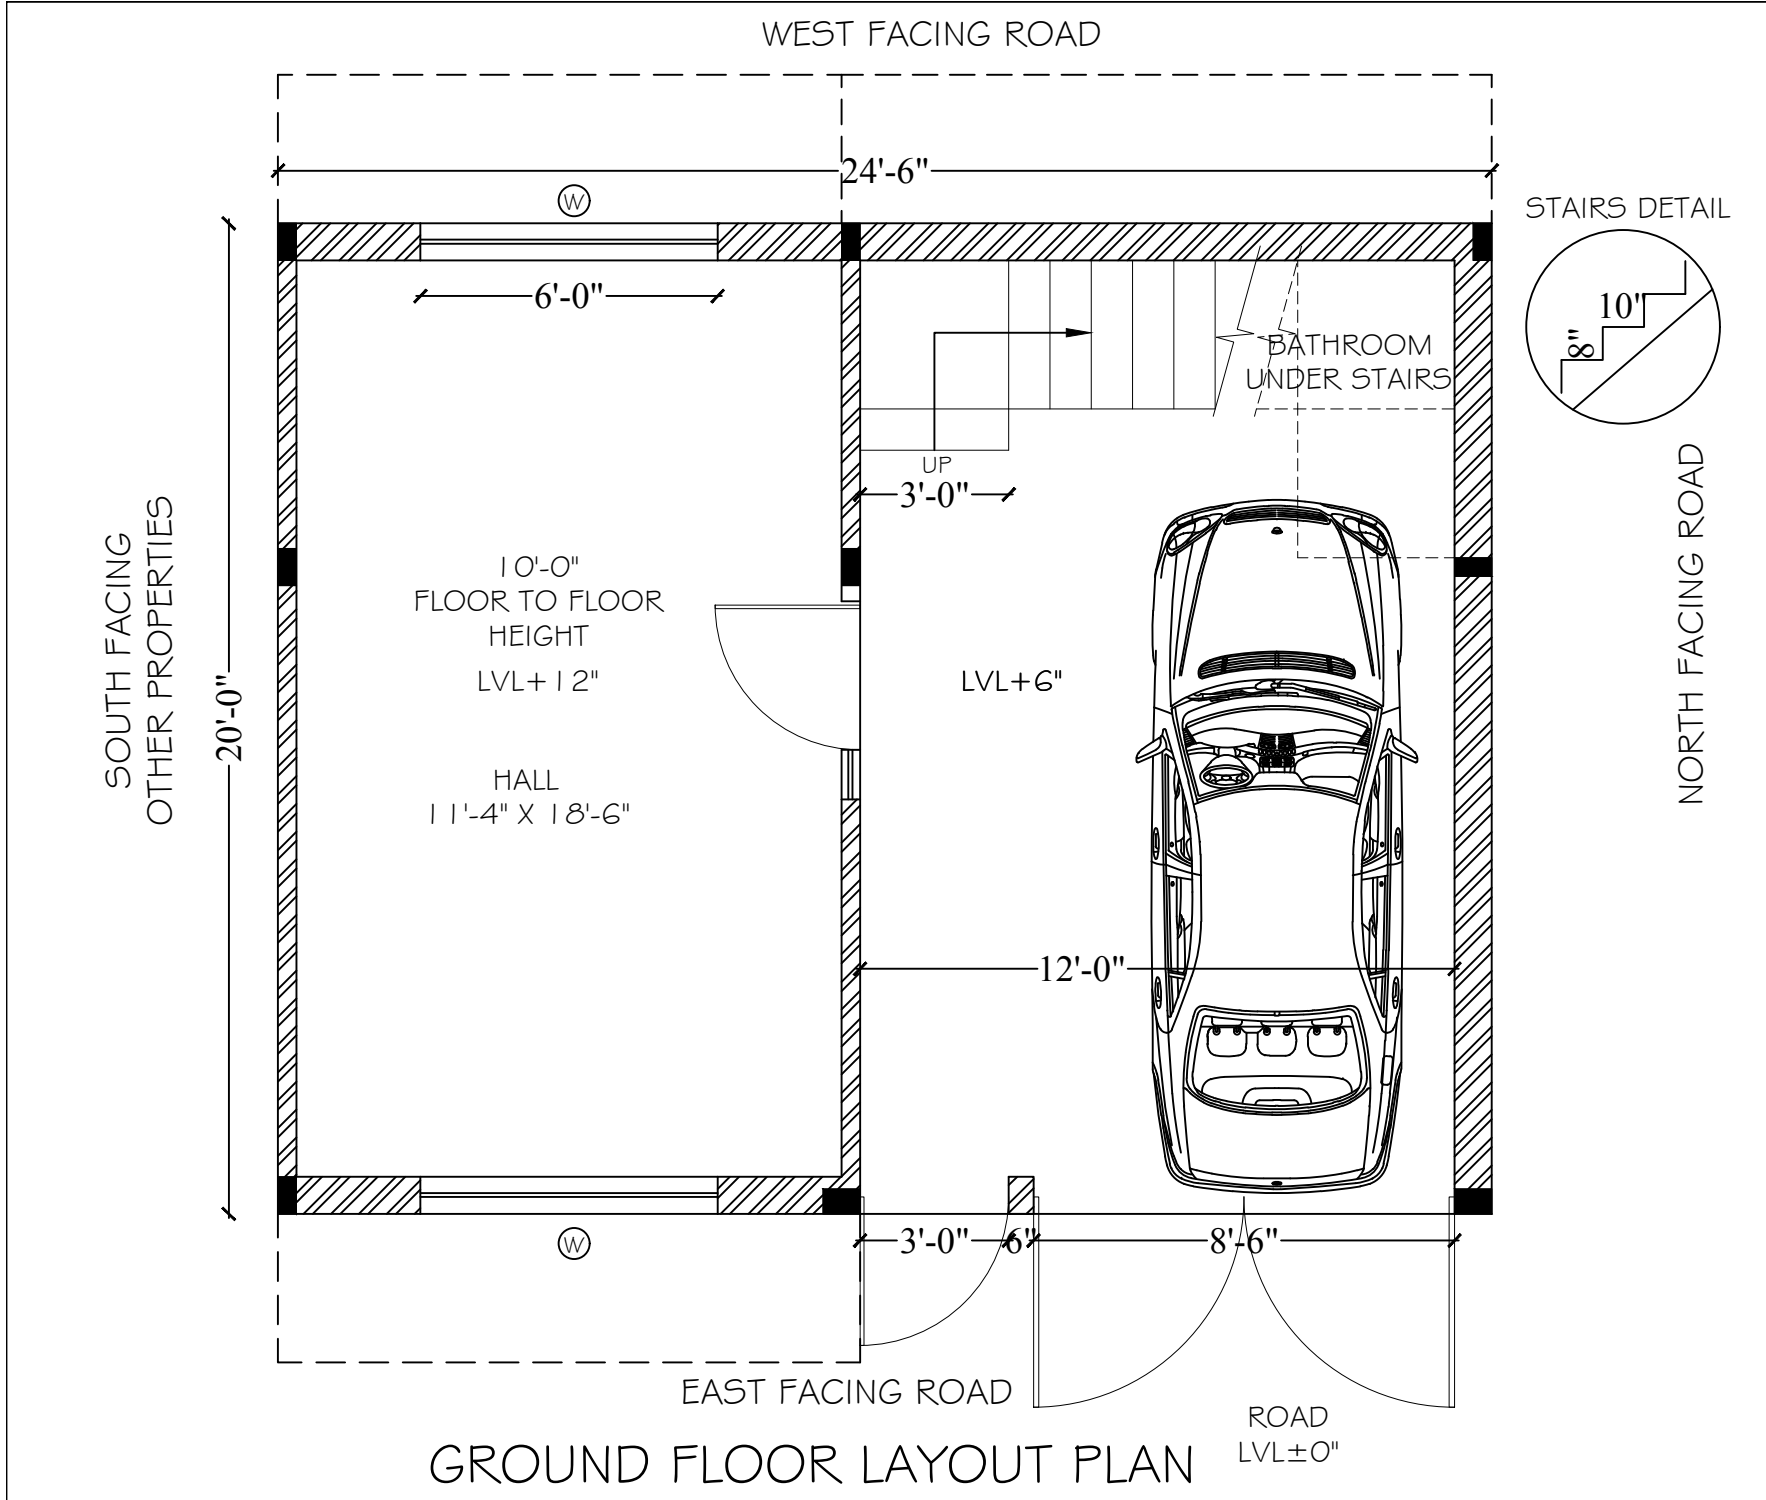 WEST FACING ROAD
24'-6"
W
STAIRS DETAIL
6'-0"
10"
8"
BATHROOM
UNDER STAIRS
UP
3'-0"
SOUTH FACING
OTHER PROPERTIES
20'-0"
10'-0"
FLOOR TO FLOOR
HEIGHT
LVL+12"
LVL+6"
NORTH FACING ROAD
HALL
11'-4" X 18'-6"
12'-0"
W
3'-0"
6"
8'-6"
EAST FACING ROAD
ROAD
LVL±0"
GROUND FLOOR LAYOUT PLAN